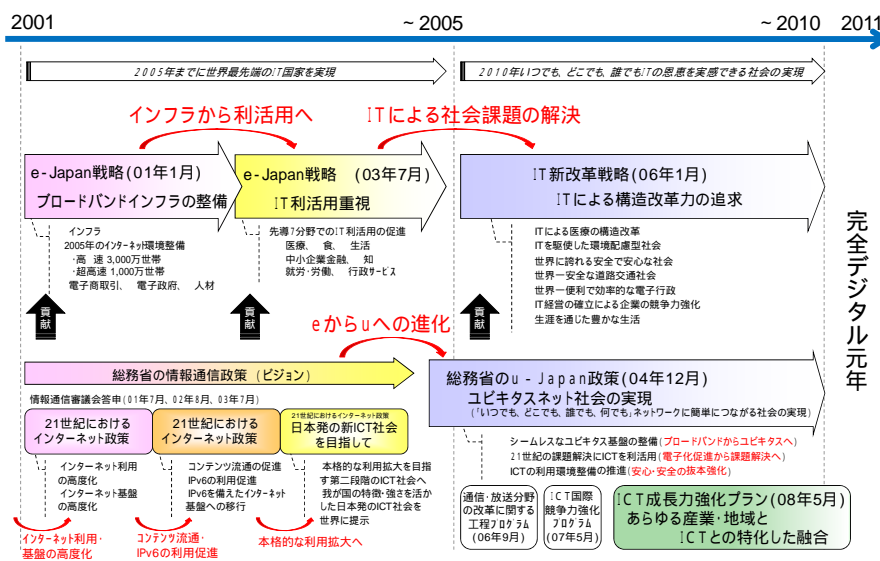 2001
~2005
~2010
2011
2005年までに世界最先端のIT国家を実現
2010年いつでも、どこでも、誰でもITの恩恵を実感できる社会の実現
インフラから利活用へ
ITによる社会課題の解決
e-Japan戦略(01年1月)
ブロードバンドインフラの整備
e-Japan戦略 (03年7月)
IT利活用重視
IT新改革戦略(06年1月)
ITによる構造改革力の追求
インフラ
2005年のインターネット環境整備
・高 速 3,000万世帯
・超高速 1,000万世帯
電子商取引、 電子政府、 人材
先導7分野でのIT利活用の促進
医療、 食、 生活
中小企業金融、 知
就労・労働、 行政サービス
ITによる医療の構造改革
ITを駆使した環境配慮型社会
世界に誇れる安全で安心な社会
世界一安全な道路交通社会
世界一便利で効率的な電子行政
IT経営の確立による企業の競争力強化
生涯を通じた豊かな生活
完全デジタル元年
貢献
貢献
貢献
eからuへの進化
総務省の情報通信政策 (ビジョン)
総務省のu-Japan政策(04年12月)
ユビキタスネット社会の実現
(「いつでも、どこでも、誰でも、何でも」ネットワークに簡単につながる社会の実現)
情報通信審議会答申(01年7月、02年8月、03年7月)
21世紀における
インターネット政策
21世紀における
インターネット政策
21世紀におけるインターネット政策
日本発の新ICT社会
を目指して
インターネット利用
の高度化
インターネット基盤
の高度化
コンテンツ流通の促進
IPv6の利用促進
IPv6を備えたインターネット
基盤への移行
本格的な利用拡大を目指
す第二段階のICT社会へ
我が国の特徴・強さを活か
した日本発のICT社会を
世界に提示
シームレスなユビキタス基盤の整備(ブロードバンドからユビキタスへ)
21世紀の課題解決にICTを利活用(電子化促進から課題解決へ)
ICTの利用環境整備の推進(安心・安全の抜本強化)
インターネット利用・
基盤の高度化
コンテンツ流通・
IPv6の利用促進
本格的な利用拡大へ
通信・放送分野
の改革に関する
工程プログラム
(06年9月)
ICT国際
競争力強化
プログラム
(07年5月)
ICT成長力強化プラン(08年5月)
あらゆる産業・地域と
ICTとの特化した融合